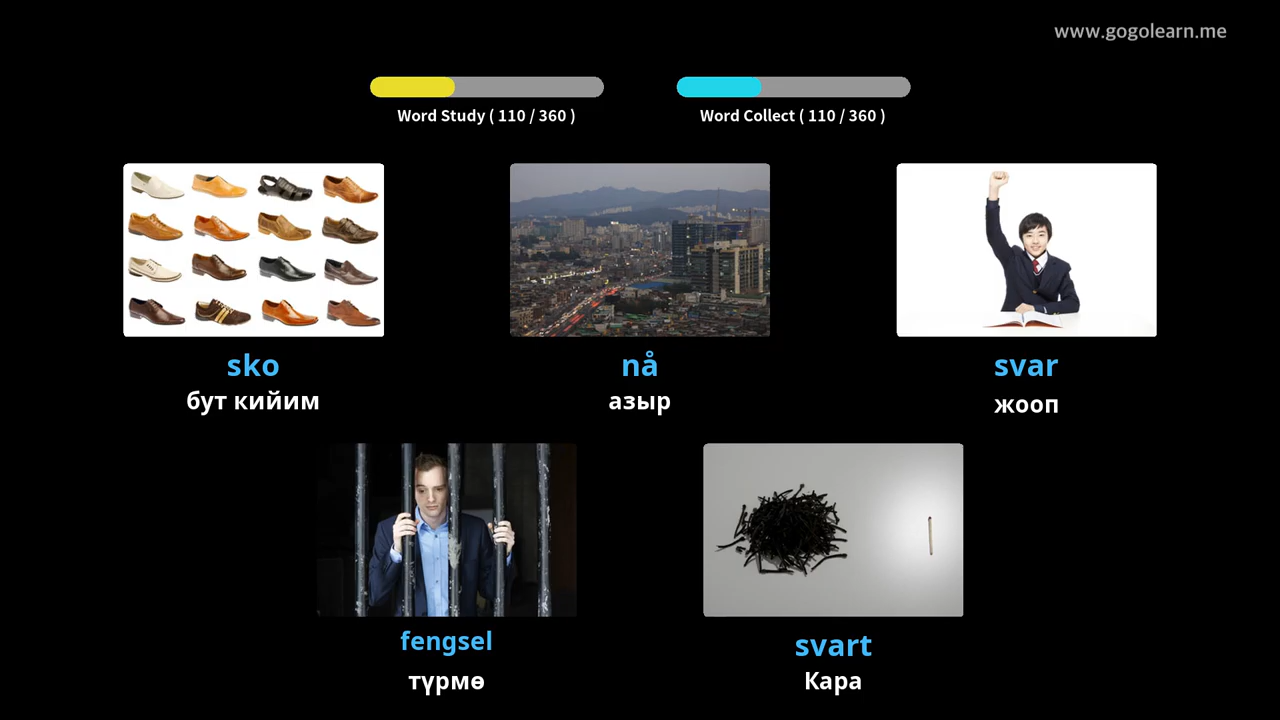 www.gogolearn.me
Word Study ( 110 / 360 )
Word Collect ( 110 / 360 )
sko
бут кийим
nå
азыр
svar
жооп
fengsel
түрмө
svart
Кара